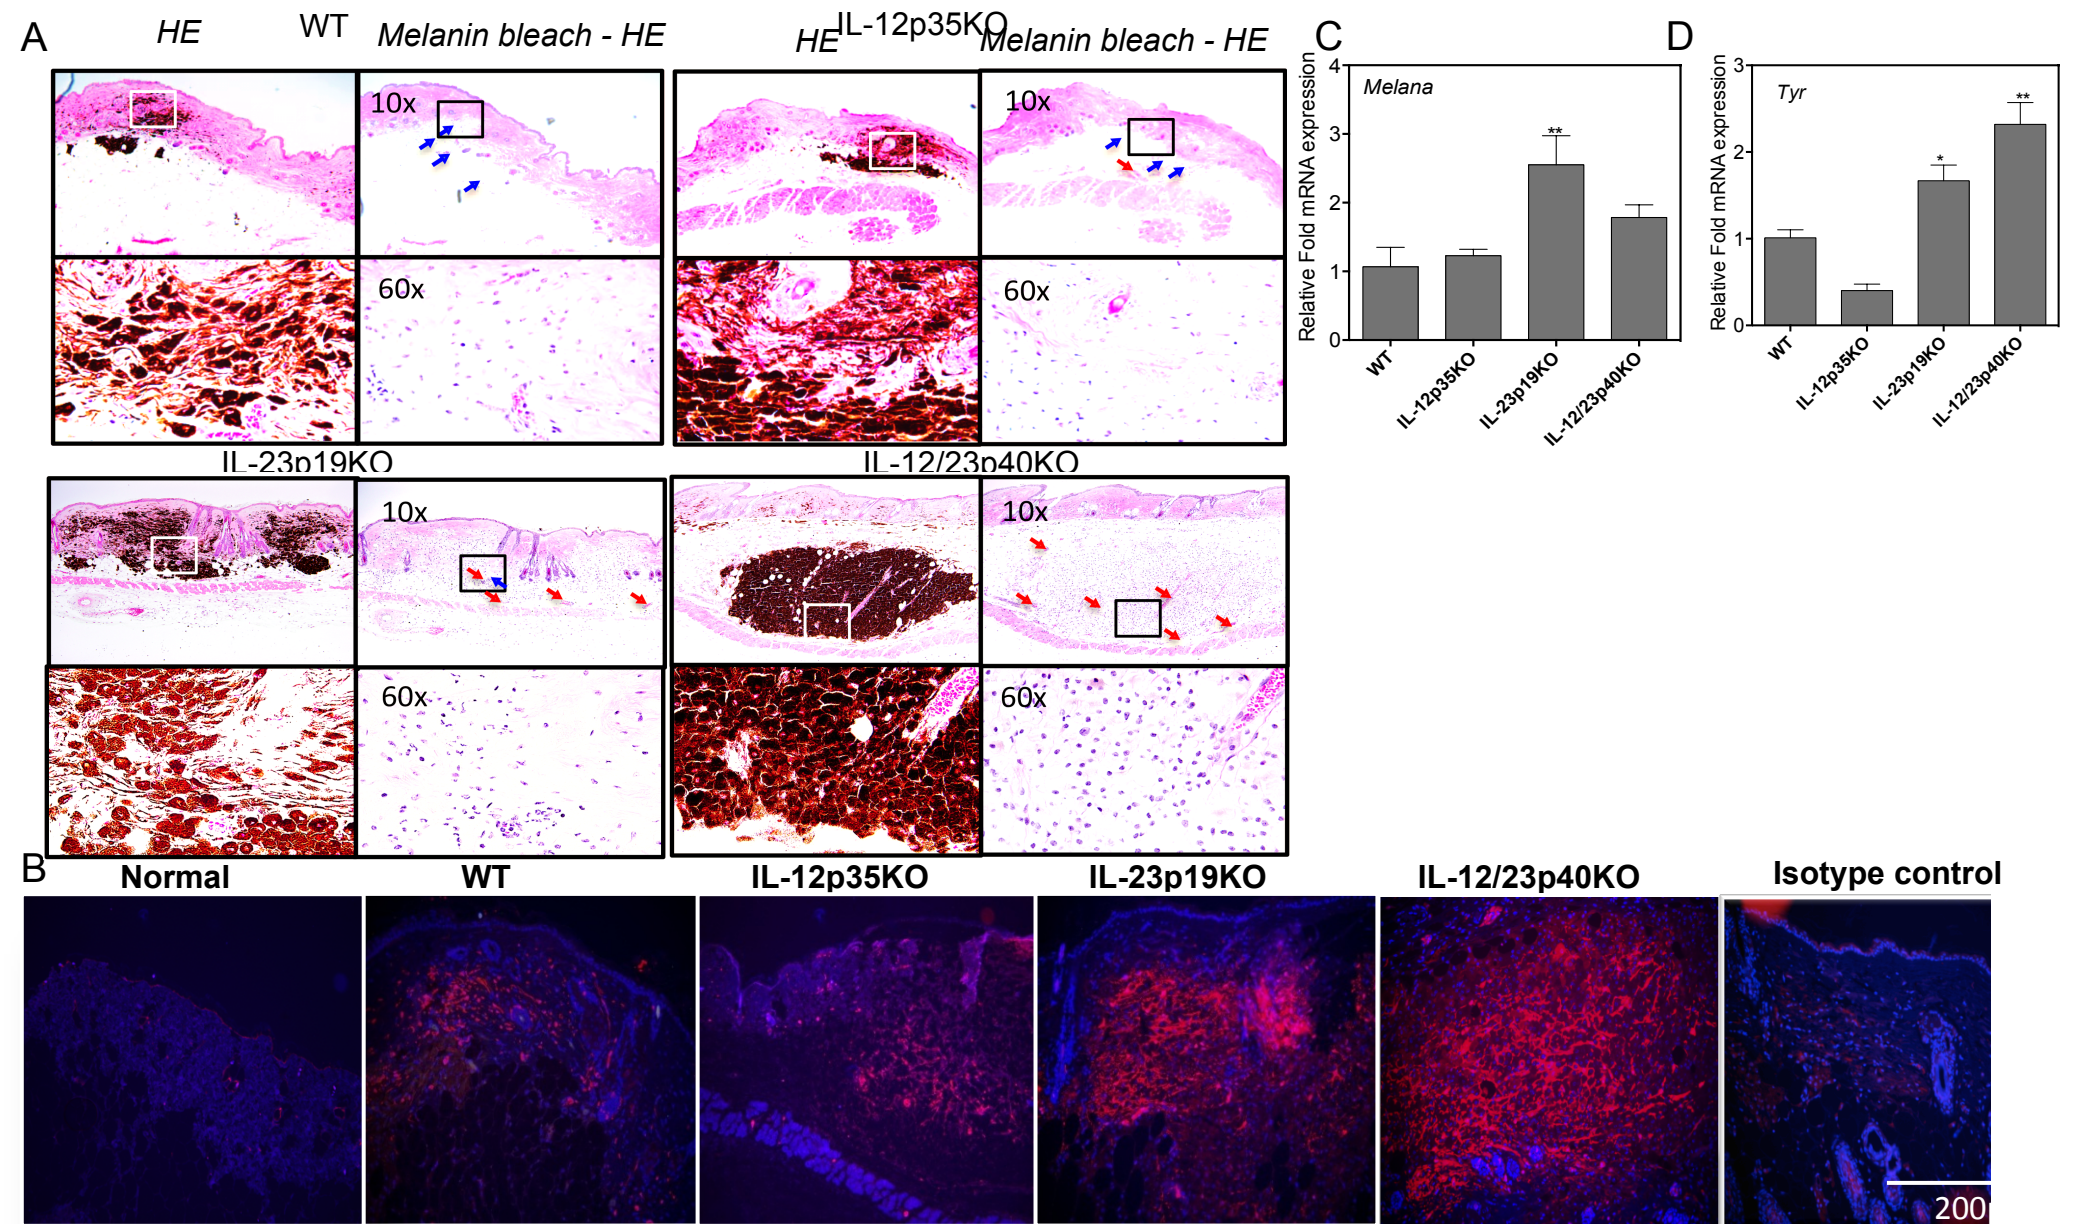 A
HE
WT
Melanin bleach - HE
HE
IL-12p35KO
Melanin bleach - HE
10x
10x
60x
60x
IL-23p19KO
IL-12/23p40KO
10x
10x
60x
60x
C
Relative Fold mRNA expression
4
3
2
1
0
Melana
**
WT
IL-12p35KO
IL-23p19KO
IL-12/23p40KO
D
Relative Fold mRNA expression
3
2
1
0
Tyr
*
**
WT
IL-12p35KO
IL-23p19KO
IL-12/23p40KO
B
Normal
WT
IL-12p35KO
IL-23p19KO
IL-12/23p40KO
Isotype control
200